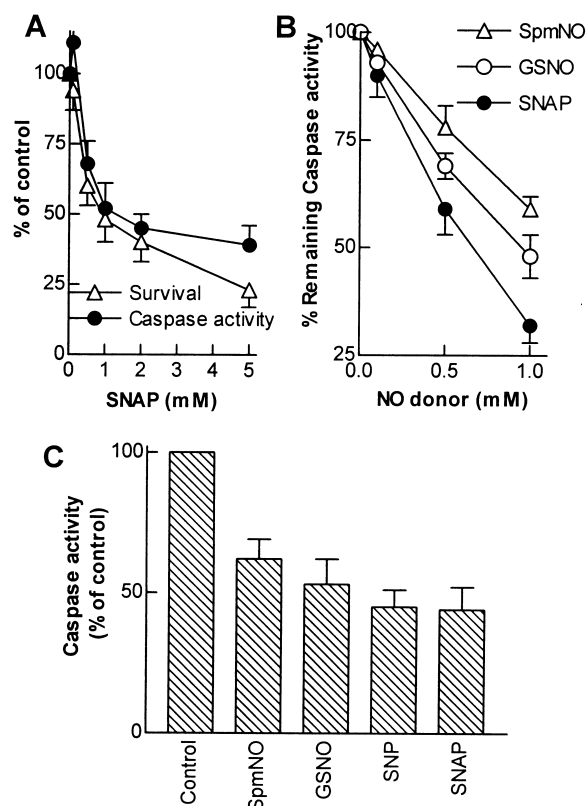 A
% of control
100
75
50
25
0
Survival
Caspase activity
0 1 2 3 4 5
SNAP (mM)
B
% Remaining Caspase activity
100
75
50
25
SpmNO
GSNO
SNAP
0.0 0.5 1.0
NO donor (mM)
C
Caspase activity
(% of control)
100
50
0
Control
SpmNO
GSNO
SNP
SNAP